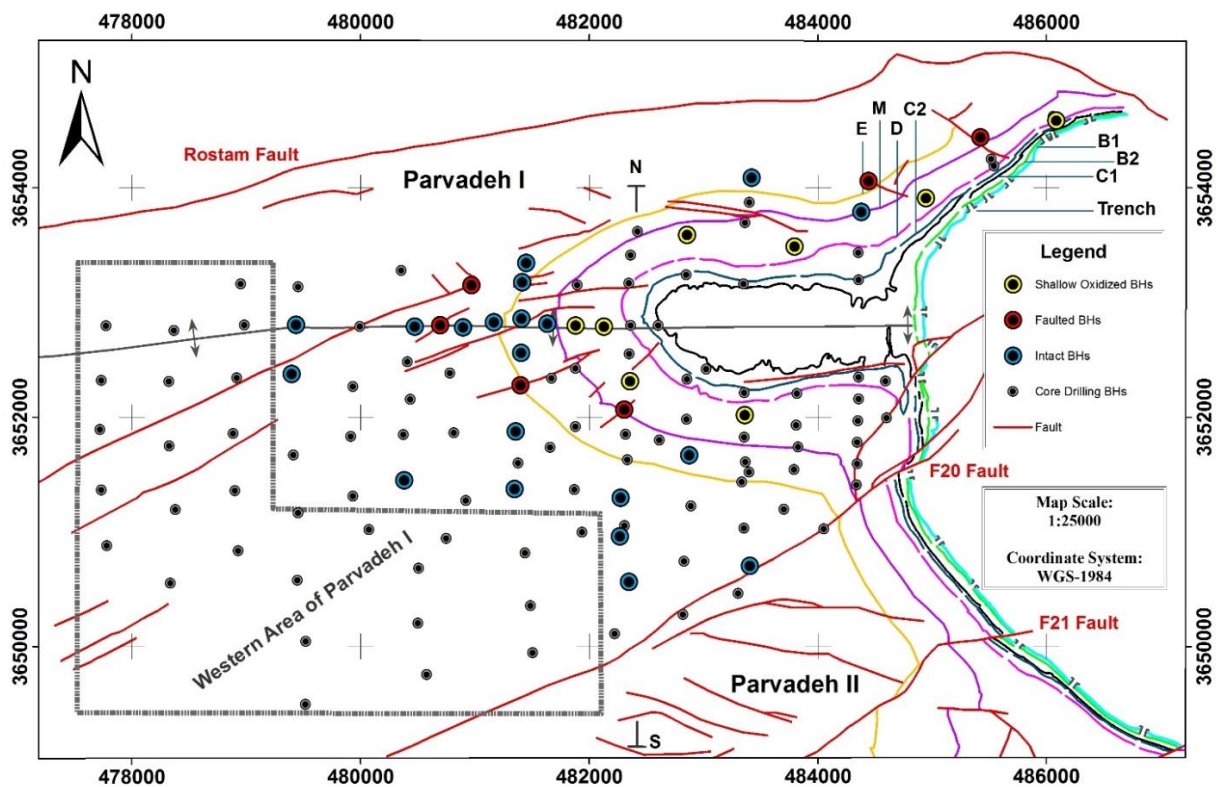 478000 480000 482000 484000 486000
N
Rostam Fault
Parvadeh I
N
E
M
D
C2
B1
B2
C1
Trench
3654000
3652000
3650000
3654000
3652000
3650000
Legend
Shallow Oxidized BHs
Faulted BHs
Intact BHs
Core Drilling BHs
Fault
F20 Fault
Map Scale:
1:25000
Coordinate System:
WGS-1984
F21 Fault
Western Area of Parvadeh I
Parvadeh II
S
478000 480000 482000 484000 486000